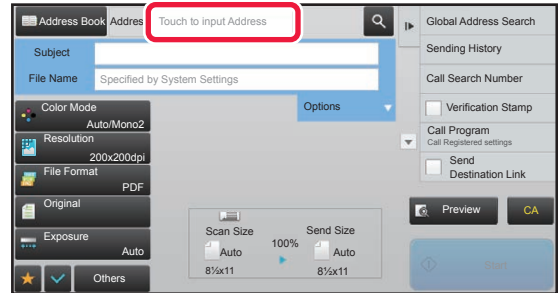 Address Book Addres Touch to input Address
Global Address Search
Subject
Sending History
File Name Specified by System Settings
Call Search Number
Options
Verification Stamp
Color Mode
Auto/Mono2
Call Program
Call Registered settings
Resolution
200x200dpi
Send
Destination Link
File Format
PDF
Original
Preview CA
Scan Size Send Size
Exposure
Auto
Auto 100% Auto
8½x11 8½x11
Others